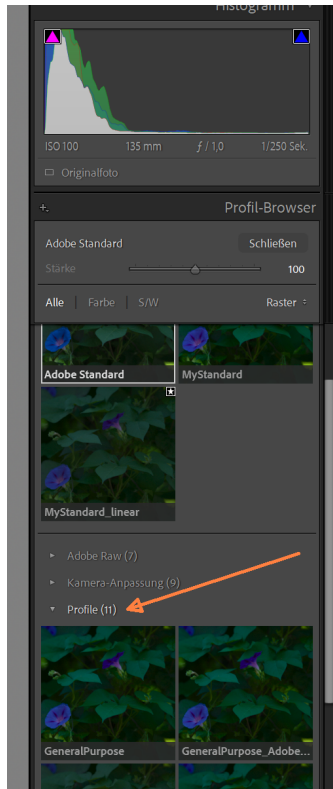 Histogramm
ISO 100 135 mm ƒ / 1,0 1/250 Sek.
Originalfoto
Profil-Browser
Adobe Standard Schließen
Stärke 100
Alle Farbe S/W Raster
Adobe Standard MyStandard
MyStandard_linear
Adobe Raw (7)
Kamera-Anpassung (9)
Profile (11)
GeneralPurpose GeneralPurpose_Adobe...